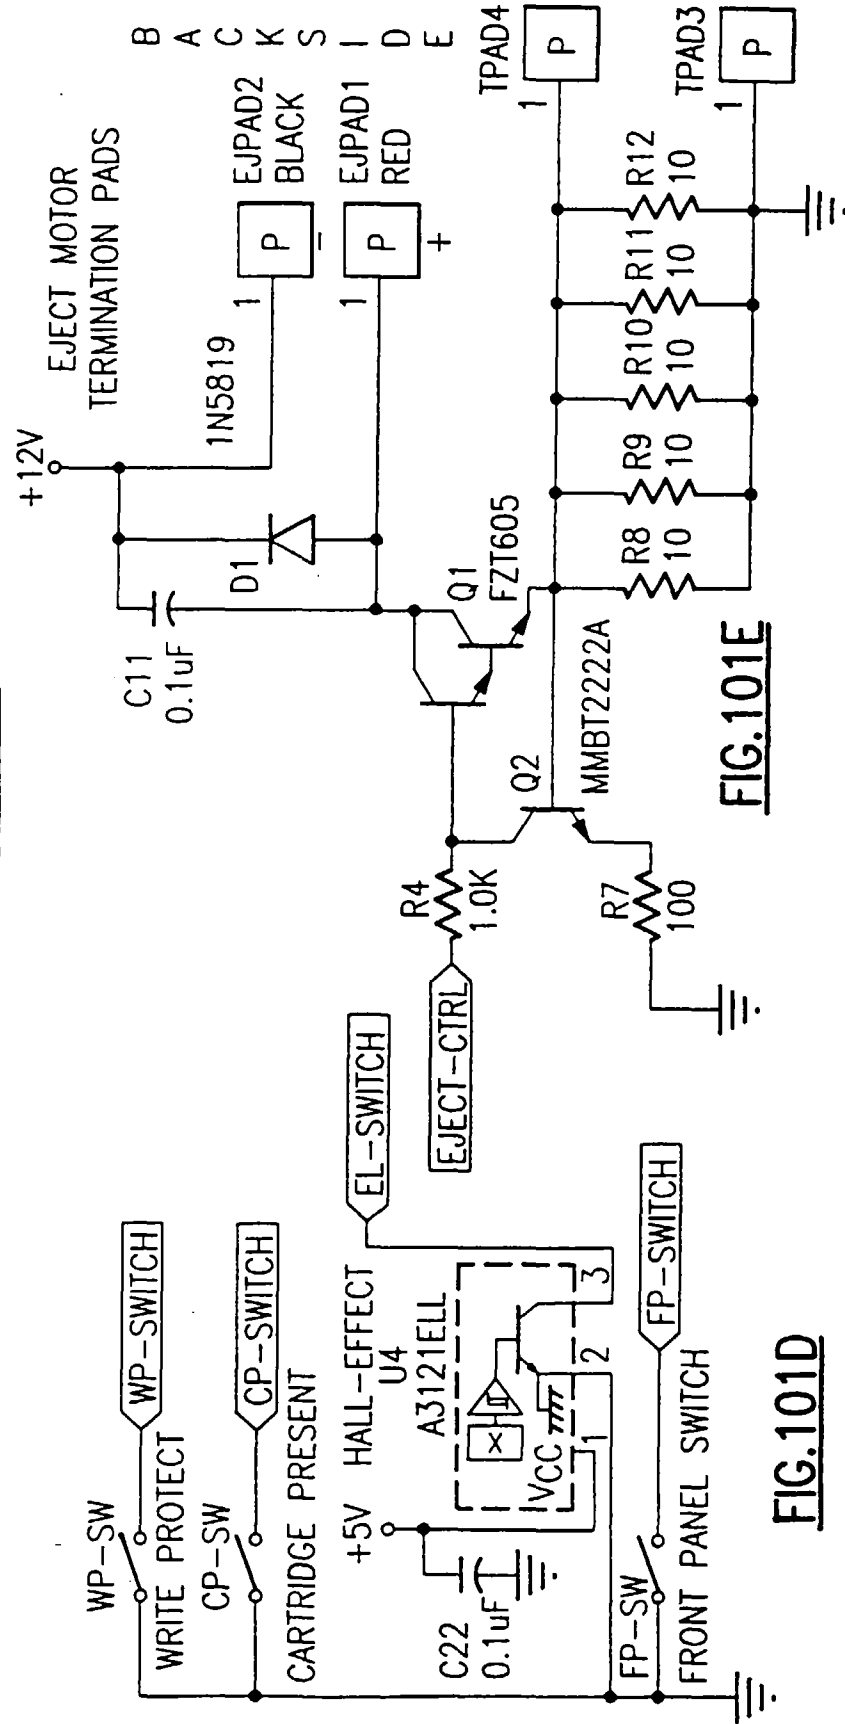 +12V
EJECT MOTOR
TERMINATION PADS
BACKSIDE
C11
0.1uF
D1
1N5819
1
P
−
EJPAD2
BLACK
1
P
+
EJPAD1
RED
Q1
FZT605
EJECT-CTRL
R4
1.0K
Q2
MMBT2222A
R7
100
R8
10
R9
10
R10
10
R11
10
R12
10
1
P
TPAD4
1
P
TPAD3
FIG.101E
WP-SW
WP-SWITCH
WRITE PROTECT
CP-SW
CP-SWITCH
CARTRIDGE PRESENT
+5V
HALL-EFFECT
U4
A3121ELL
EL-SWITCH
C22
0.1uF
X
VCC
1
2
3
FP-SW
FP-SWITCH
FRONT PANEL SWITCH
FIG.101D